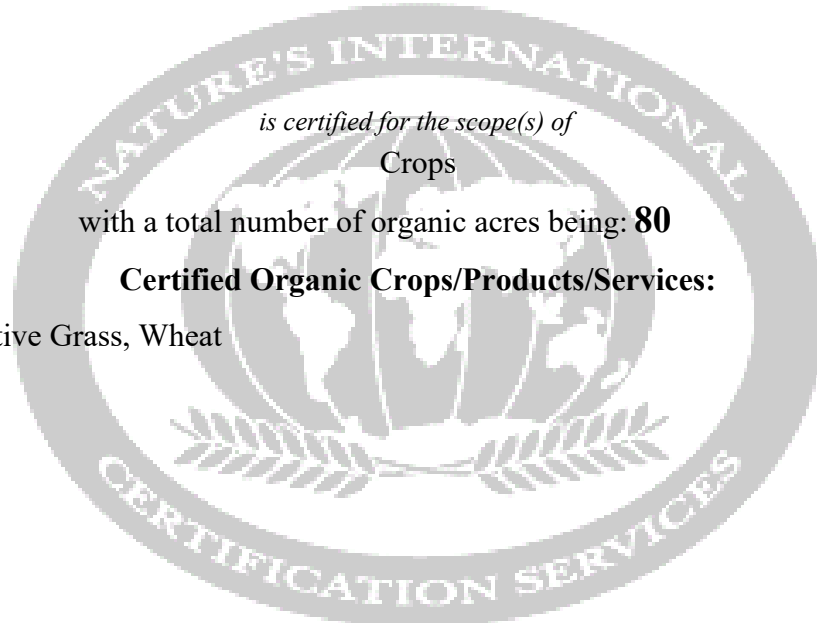 NATURE'S INTERNATIONAL
is certified for the scope(s) of
Crops
with a total number of organic acres being: 80
Certified Organic Crops/Products/Services:
tive Grass, Wheat
CERTIFICATION SERVICES